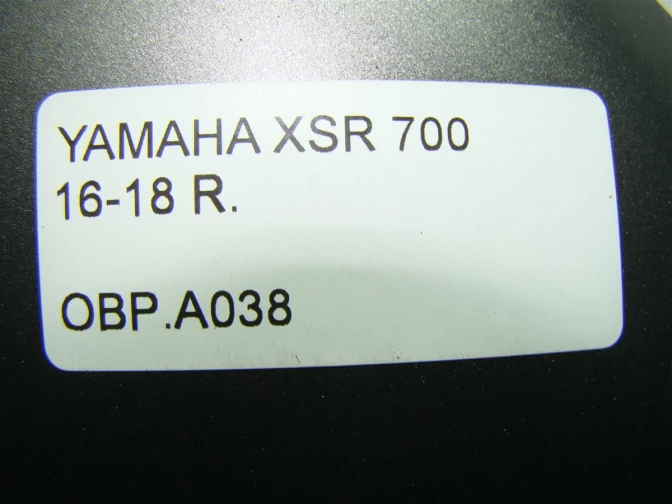 YAMAHA XSR 700
16-18 R.
OBP.A038